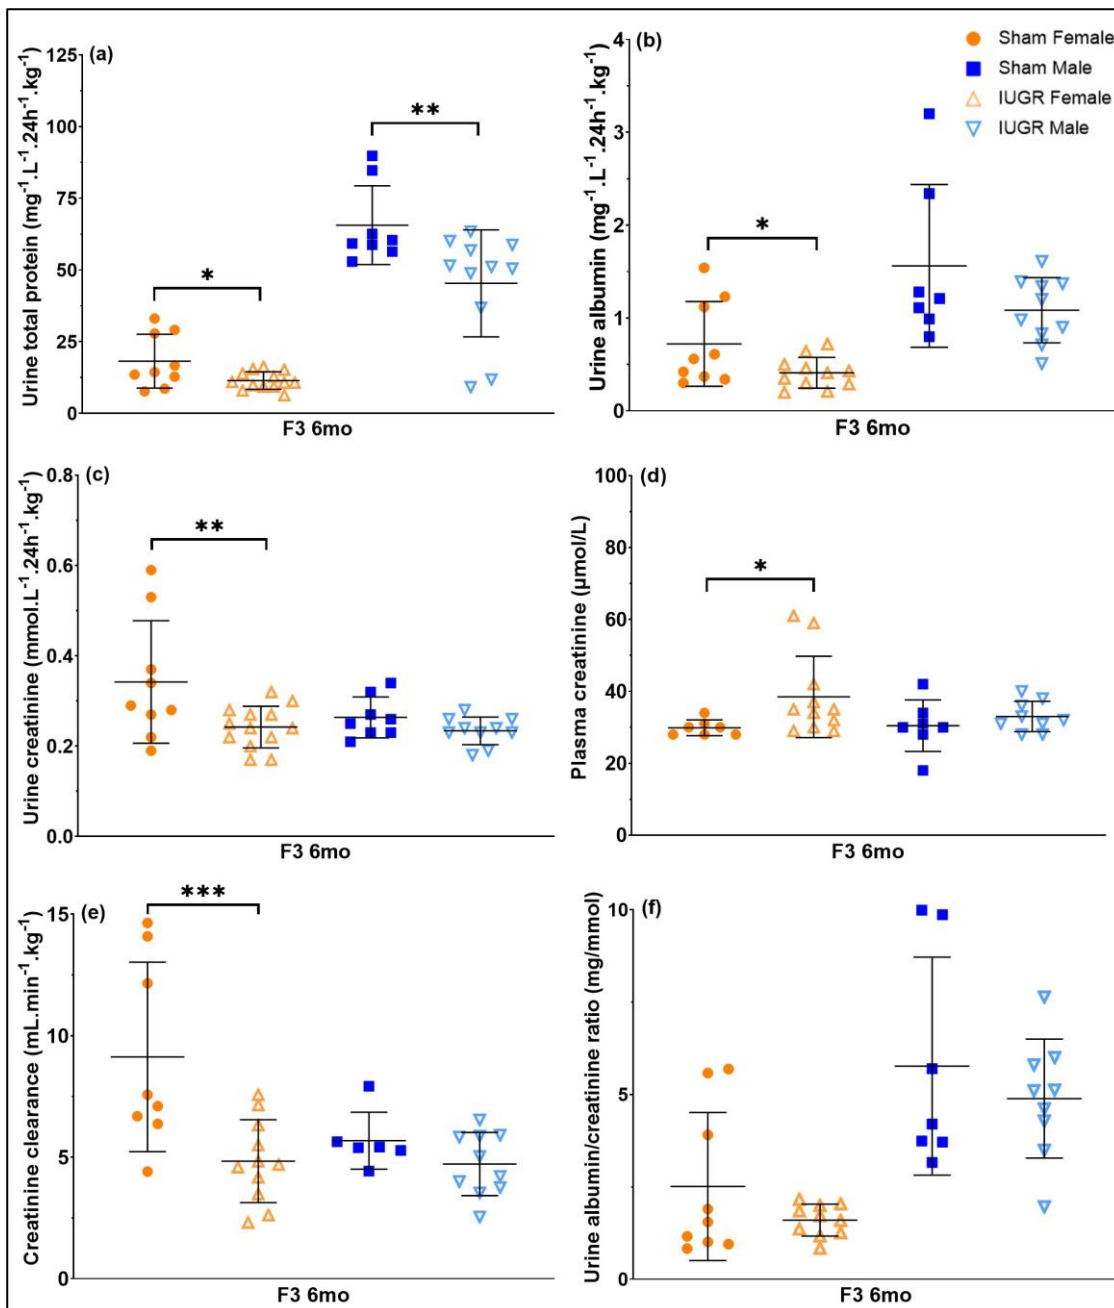 (a)
Urine total protein (mg⁻¹.L⁻¹.24h⁻¹.kg⁻¹)
125
100
75
50
25
0
*
**
F3 6mo
(b)
Urine albumin (mg⁻¹.L⁻¹.24h⁻¹.kg⁻¹)
4
3
2
1
0
*
F3 6mo
Sham Female
Sham Male
IUGR Female
IUGR Male
(c)
Urine creatinine (mmol.L⁻¹.24h⁻¹.kg⁻¹)
0.8
0.6
0.4
0.2
0.0
**
F3 6mo
(d)
Plasma creatinine (µmol/L)
100
80
60
40
20
0
*
F3 6mo
(e)
Creatinine clearance (mL.min⁻¹.kg⁻¹)
15
10
5
0
***
F3 6mo
(f)
Urine albumin/creatinine ratio (mg/mmol)
10
5
0
F3 6mo